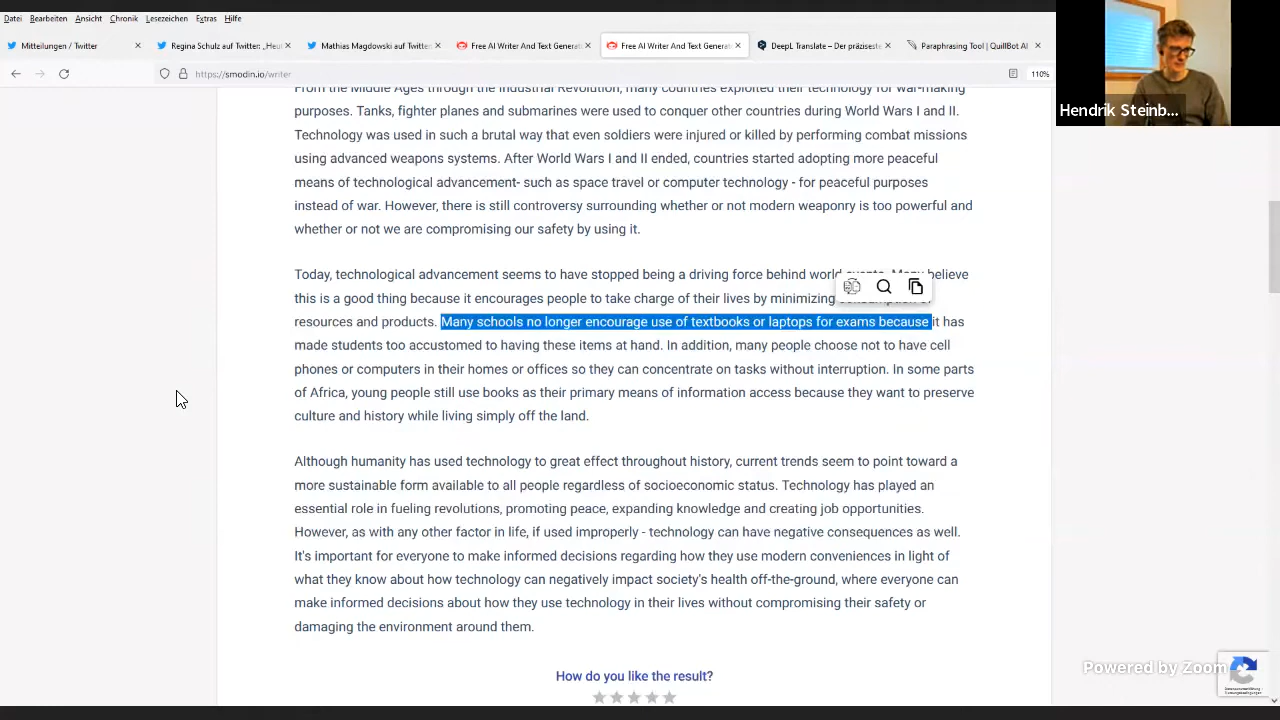 Datei Bearbeiten Ansicht Chronik Lesezeichen Extras Hilfe
Mitteilungen / Twitter
Regina Schulz auf Twitter: „Heu
Mathias Magdowski auf Twitter
Free AI Writer And Text Generat
Free AI Writer And Text Generat
DeepL Translate – Der präziseste
Paraphrasing Tool | QuillBot AI
https://smodin.io/writer
110%
Hendrik Steinb...
From the Middle Ages through the Industrial Revolution, many countries exploited their technology for war-making
purposes. Tanks, fighter planes and submarines were used to conquer other countries during World Wars I and II.
Technology was used in such a brutal way that even soldiers were injured or killed by performing combat missions
using advanced weapons systems. After World Wars I and II ended, countries started adopting more peaceful
means of technological advancement- such as space travel or computer technology - for peaceful purposes
instead of war. However, there is still controversy surrounding whether or not modern weaponry is too powerful and
whether or not we are compromising our safety by using it.
Today, technological advancement seems to have stopped being a driving force behind world events. Many believe
this is a good thing because it encourages people to take charge of their lives by minimizing consumption of
resources and products. Many schools no longer encourage use of textbooks or laptops for exams because it has
made students too accustomed to having these items at hand. In addition, many people choose not to have cell
phones or computers in their homes or offices so they can concentrate on tasks without interruption. In some parts
of Africa, young people still use books as their primary means of information access because they want to preserve
culture and history while living simply off the land.
Although humanity has used technology to great effect throughout history, current trends seem to point toward a
more sustainable form available to all people regardless of socioeconomic status. Technology has played an
essential role in fueling revolutions, promoting peace, expanding knowledge and creating job opportunities.
However, as with any other factor in life, if used improperly - technology can have negative consequences as well.
It's important for everyone to make informed decisions regarding how they use modern conveniences in light of
what they know about how technology can negatively impact society's health off-the-ground, where everyone can
make informed decisions about how they use technology in their lives without compromising their safety or
damaging the environment around them.
How do you like the result?
Powered by Zoom